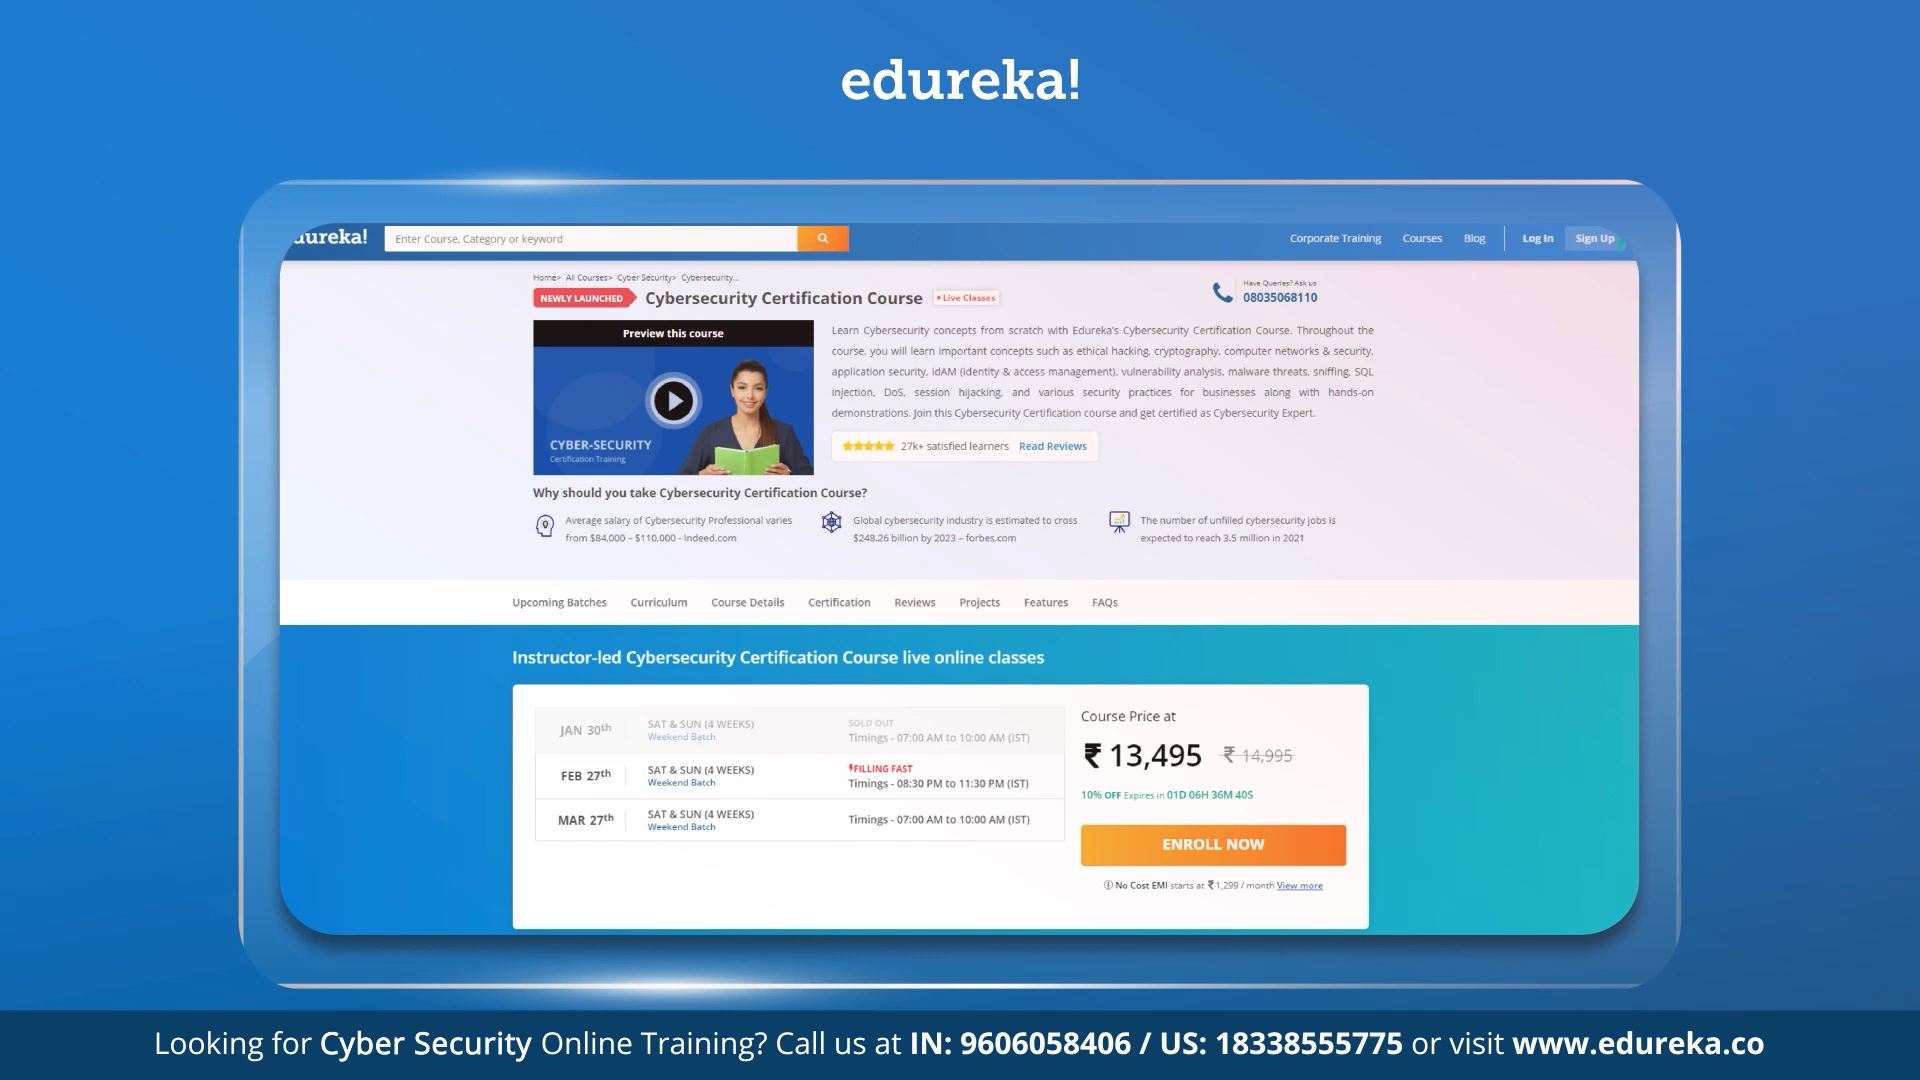 edureka!
edureka!
Enter Course, Category or keyword
Corporate Training Courses Blog Log In Sign Up
Home> All Courses> Cyber Security> Cybersecurity...
NEWLY LAUNCHED Cybersecurity Certification Course • Live Classes
Have Queries? Ask us
08035068110
Preview this course
CYBER-SECURITY
Certification Training
Learn Cybersecurity concepts from scratch with Edureka's Cybersecurity Certification Course. Throughout the
course, you will learn important concepts such as ethical hacking, cryptography, computer networks & security,
application security, idAM (identity & access management), vulnerability analysis, malware threats, sniffing, SQL
injection, DoS, session hijacking, and various security practices for businesses along with hands-on
demonstrations. Join this Cybersecurity Certification course and get certified as Cybersecurity Expert.
27k+ satisfied learners Read Reviews
Why should you take Cybersecurity Certification Course?
Average salary of Cybersecurity Professional varies
from $84,000 – $110,000 - Indeed.com
Global cybersecurity industry is estimated to cross
$248.26 billion by 2023 – forbes.com
The number of unfilled cybersecurity jobs is
expected to reach 3.5 million in 2021
Upcoming Batches Curriculum Course Details Certification Reviews Projects Features FAQs
Instructor-led Cybersecurity Certification Course live online classes
JAN 30th
SAT & SUN (4 WEEKS)
Weekend Batch
SOLD OUT
Timings - 07:00 AM to 10:00 AM (IST)
FEB 27th
SAT & SUN (4 WEEKS)
Weekend Batch
FILLING FAST
Timings - 08:30 PM to 11:30 PM (IST)
MAR 27th
SAT & SUN (4 WEEKS)
Weekend Batch
Timings - 07:00 AM to 10:00 AM (IST)
Course Price at
₹ 13,495 ₹ 14,995
10% OFF Expires in 01D 06H 36M 40S
ENROLL NOW
No Cost EMI starts at ₹ 1,299 / month View more
Looking for Cyber Security Online Training? Call us at IN: 9606058406 / US: 18338555775 or visit www.edureka.co